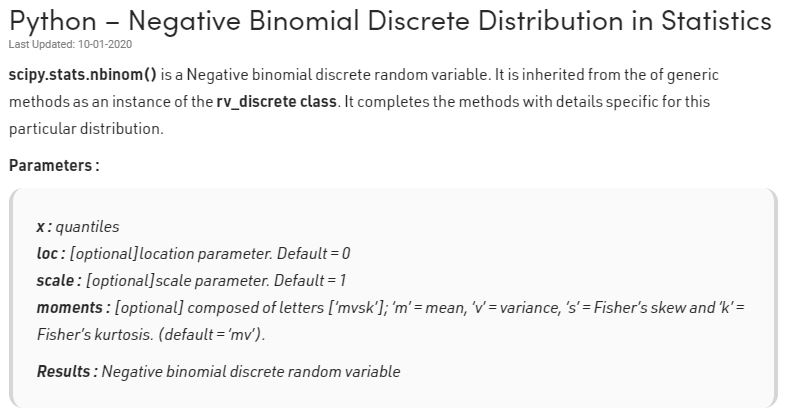 Python – Negative Binomial Discrete Distribution in Statistics
Last Updated: 10-01-2020
scipy.stats.nbinom() is a Negative binomial discrete random variable. It is inherited from the of generic
methods as an instance of the rv_discrete class. It completes the methods with details specific for this
particular distribution.
Parameters :
x : quantiles
loc : [optional]location parameter. Default = 0
scale : [optional]scale parameter. Default = 1
moments : [optional] composed of letters [‘mvsk’]; ‘m’ = mean, ‘v’ = variance, ‘s’ = Fisher’s skew and ‘k’ =
Fisher’s kurtosis. (default = ‘mv’).
Results : Negative binomial discrete random variable